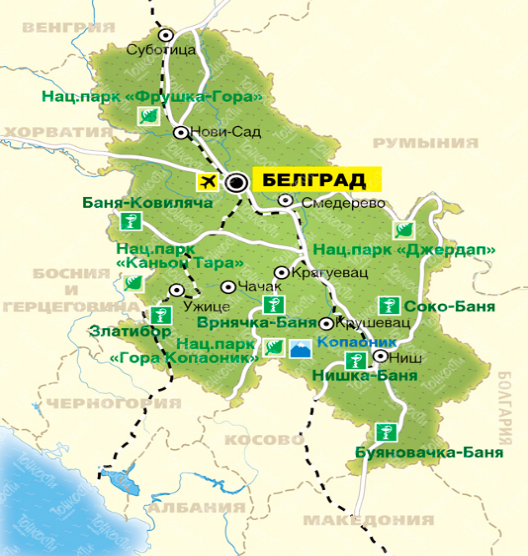 ВЕНГРИЯ
Суботица
Нац.парк «Фрушка-Гора»
ХОРВАТИЯ
Нови-Сад
РУМЫНИЯ
БЕЛГРАД
Баня-Ковиляча
Смедерево
Нац.парк
«Каньон Тара»
Нац.парк «Джердап»
БОСНИЯ
И
ГЕРЦЕГОВИНА
Крагуевац
Чачак
Ужице
Златибор
Врнячка-Баня
Крушевац
Соко-Баня
Нац.парк
«Гора Копаоник»
Копаоник
Ниш
Нишка-Баня
ЧЕРНОГОРИЯ
КОСОВО
БОЛГАРИЯ
Буяновачка-Баня
АЛБАНИЯ
МАКЕДОНИЯ